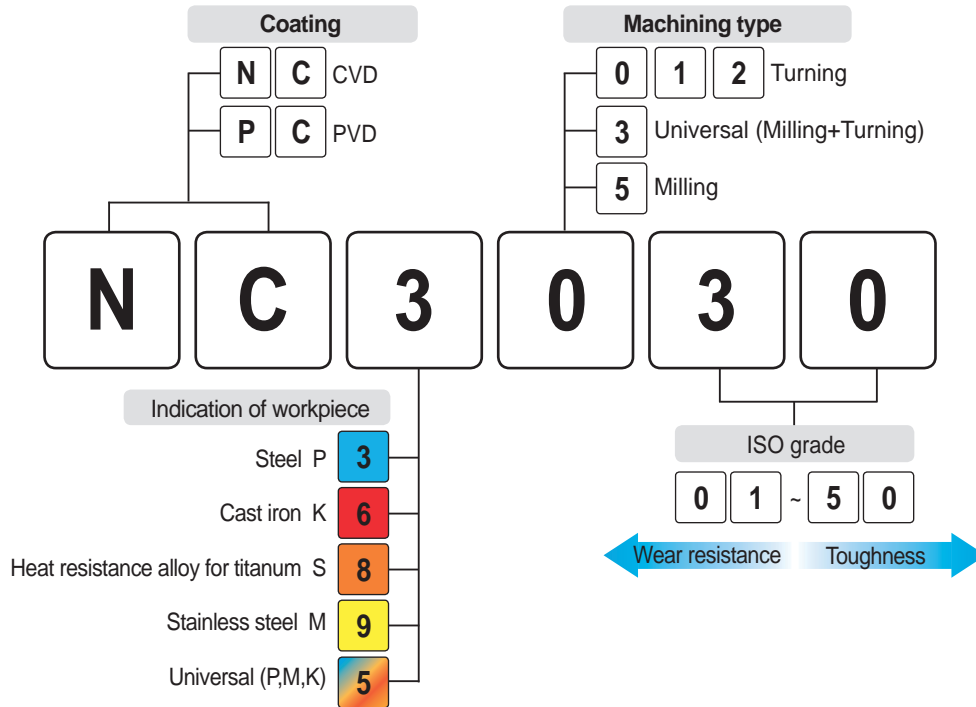 Coating
Machining type
N C CVD
0 1 2 Turning
P C PVD
3 Universal (Milling+Turning)
5 Milling
N C 3 0 3 0
Indication of workpiece
ISO grade
Steel P 3
0 1 ~ 5 0
Cast iron K 6
Wear resistance Toughness
Heat resistance alloy for titanum S 8
Stainless steel M 9
Universal (P,M,K) 5